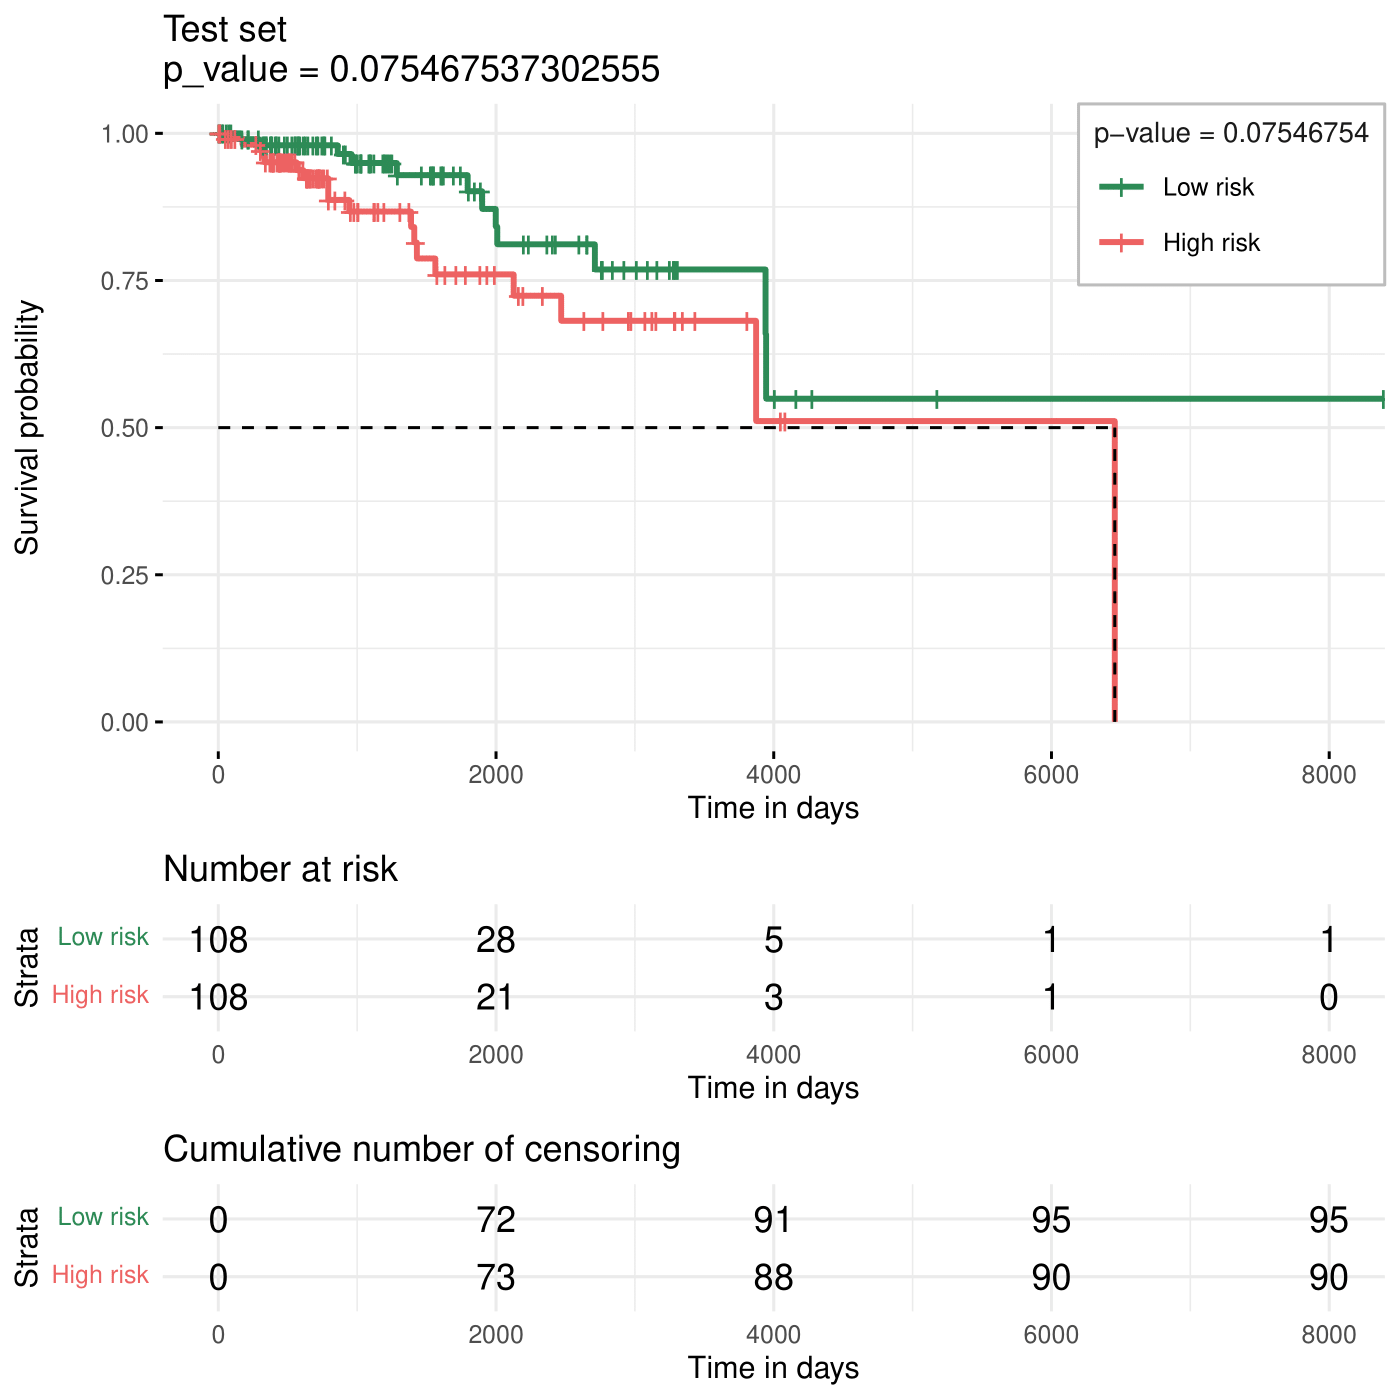 Test set
p_value = 0.075467537302555
p−value = 0.07546754
Low risk
High risk
Survival probability
1.00
0.75
0.50
0.25
0.00
0 2000 4000 6000 8000
Time in days
Number at risk
Strata
Low risk 108 28 5 1 1
High risk 108 21 3 1 0
0 2000 4000 6000 8000
Time in days
Cumulative number of censoring
Strata
Low risk 0 72 91 95 95
High risk 0 73 88 90 90
0 2000 4000 6000 8000
Time in days